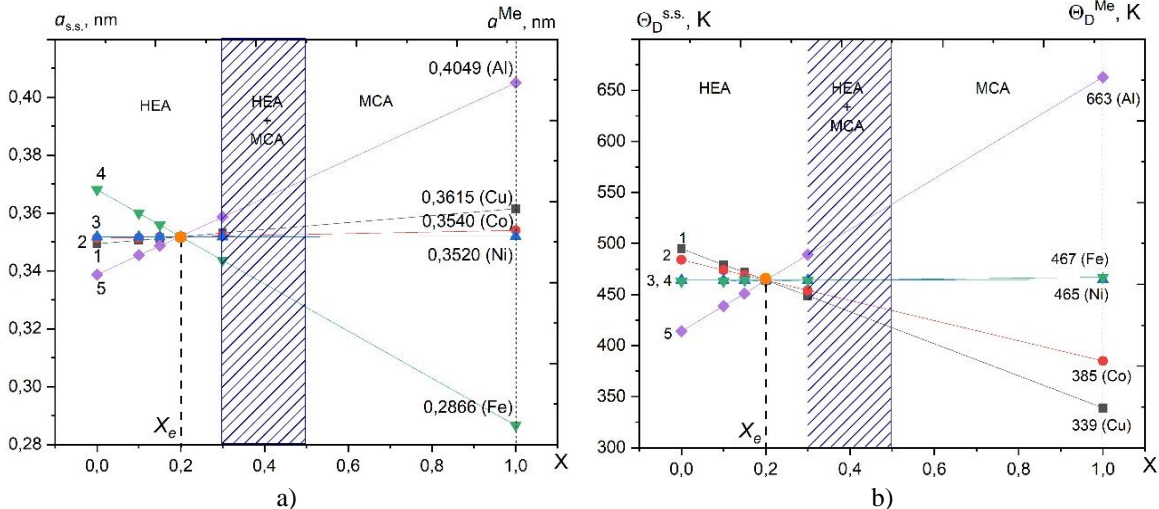 a s.s., nm
a^Me, nm
0,40
0,38
0,36
0,34
0,32
0,30
0,28
HEA
HEA
+
MCA
MCA
0,4049 (Al)
4
3
2
1
5
0,3615 (Cu)
0,3540 (Co)
0,3520 (Ni)
0,2866 (Fe)
X_e
0,0
0,2
0,4
0,6
0,8
1,0
X
a)
Θ_D^s.s., K
Θ_D^Me, K
650
600
550
500
450
400
350
300
HEA
HEA
+
MCA
MCA
663 (Al)
1
2
3, 4
5
467 (Fe)
465 (Ni)
385 (Co)
339 (Cu)
X_e
0,0
0,2
0,4
0,6
0,8
1,0
X
b)